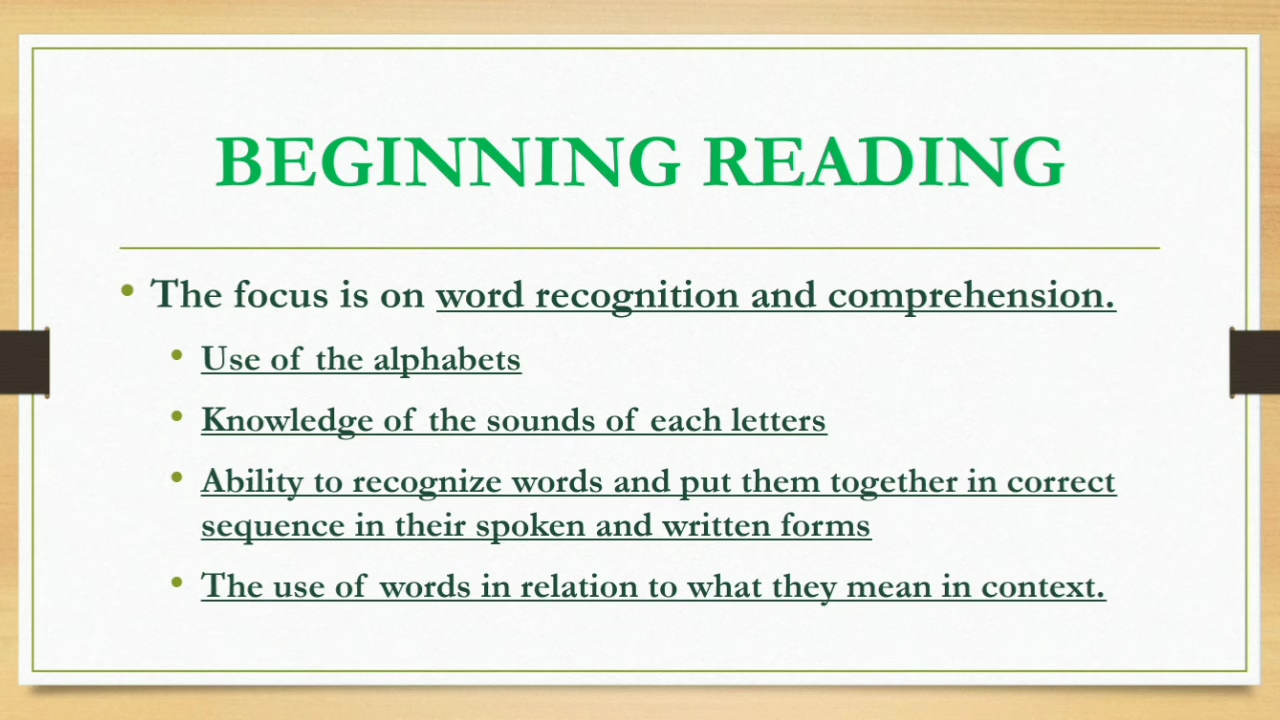 BEGINNING READING
• The focus is on word recognition and comprehension.
• Use of the alphabets
• Knowledge of the sounds of each letters
• Ability to recognize words and put them together in correct
sequence in their spoken and written forms
• The use of words in relation to what they mean in context.